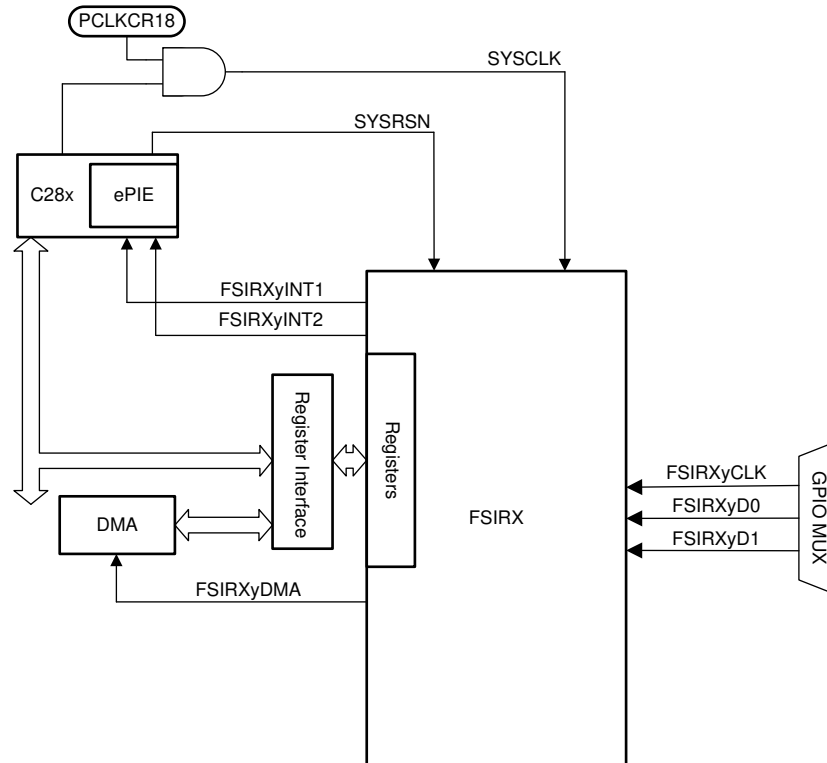 PCLKCR18
SYSCLK
SYSRSN
C28x
ePIE
FSIRXyINT1
FSIRXyINT2
Register Interface
Registers
FSIRX
FSIRXyCLK
FSIRXyD0
FSIRXyD1
GPIO MUX
DMA
FSIRXyDMA